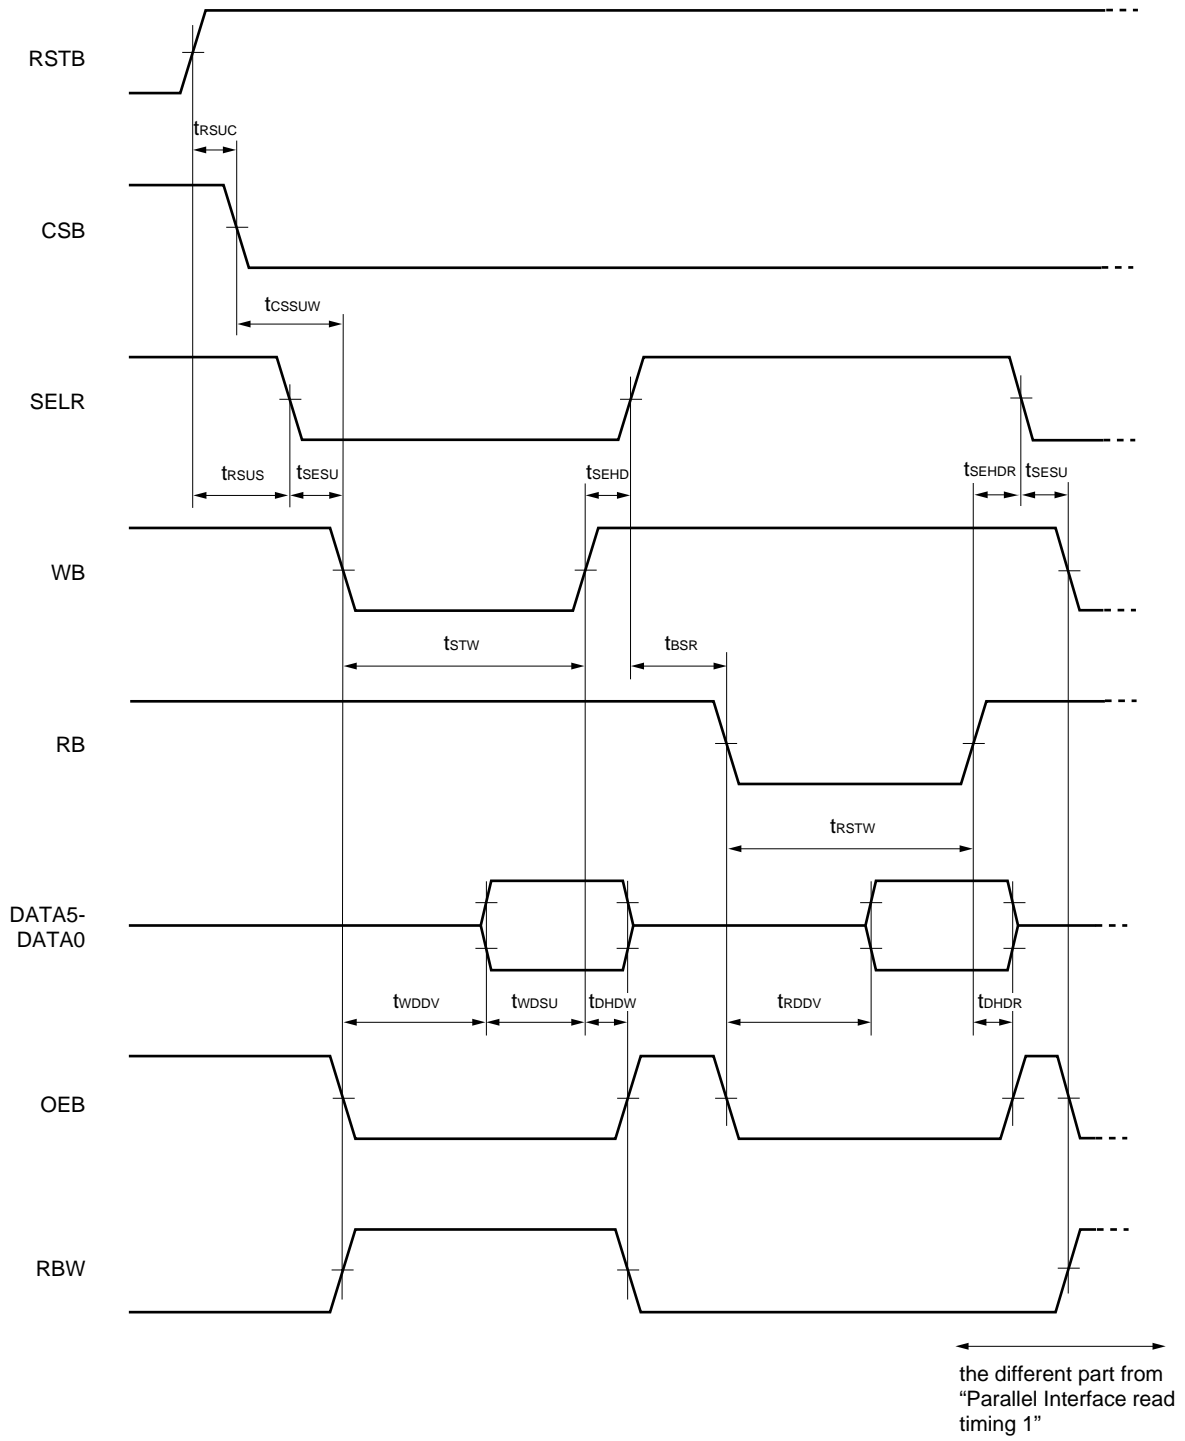 RSTB
tRSUC
CSB
tCSSUW
SELR
tRSUS
tSESU
tSEHD
tSEHDR
tSESU
WB
tSTW
tBSR
RB
tRSTW
DATA5-
DATA0
tWDDV
tWDSU
tDHDW
tRDDV
tDHDR
OEB
RBW
the different part from
“Parallel Interface read
timing 1”